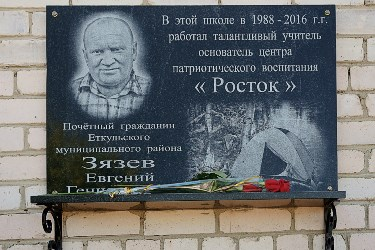 В этой школе в 1988 - 2016 г.г.
работал талантливый учитель
основатель центра
патриотического воспитания
« Росток »
Почётный гражданин
Еткульского
муниципального района
Зязев
Евгений